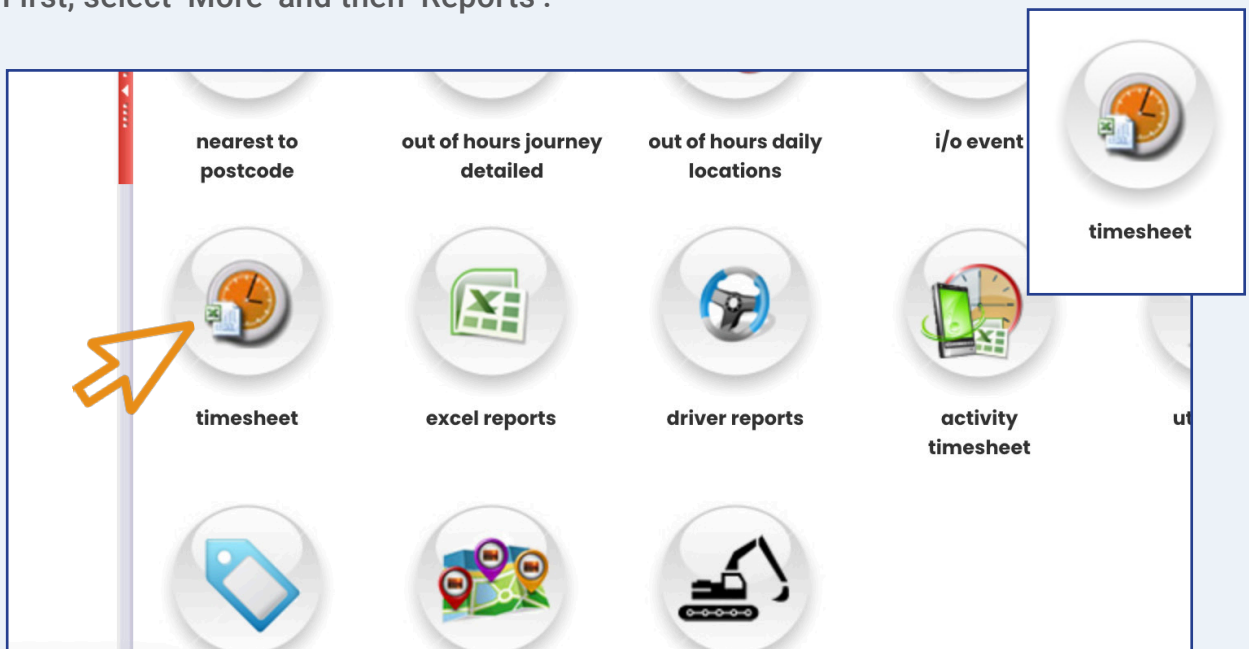 First, select 'More' and then 'Reports'.
nearest to
postcode
out of hours journey
detailed
out of hours daily
locations
i/o event
timesheet
timesheet
excel reports
driver reports
activity
timesheet